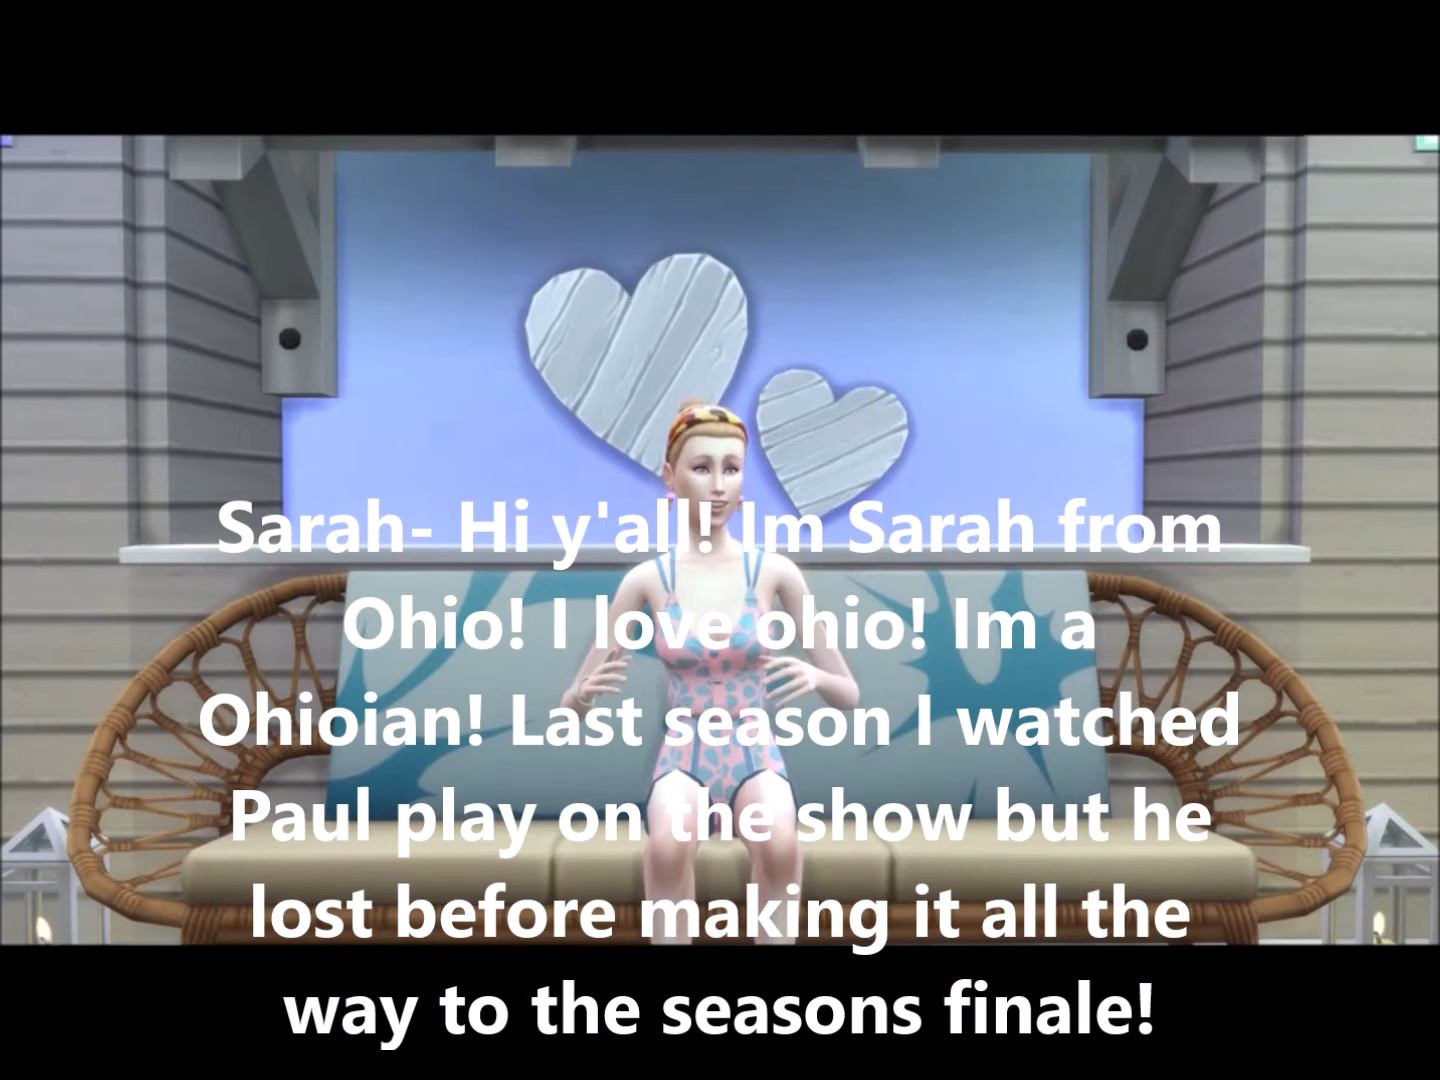 Sarah- Hi y'all! Im Sarah from
Ohio! I love ohio! Im a
Ohioian! Last season I watched
Paul play on the show but he
lost before making it all the
way to the seasons finale!